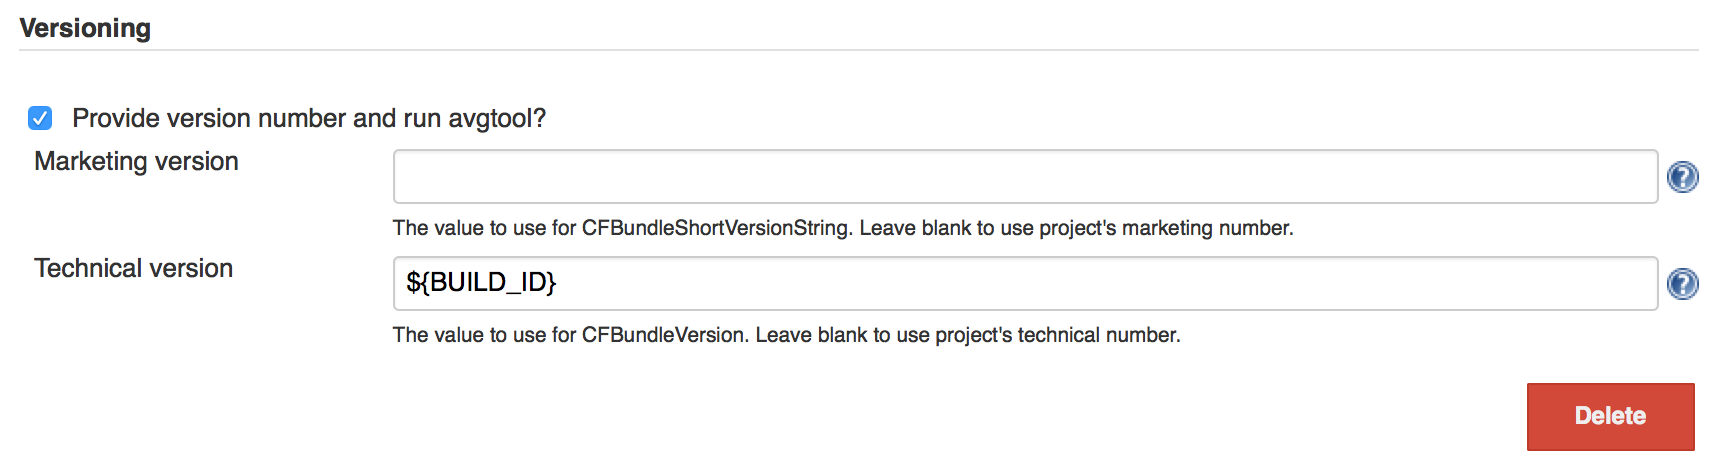 Versioning
Provide version number and run avgtool?
Marketing version
The value to use for CFBundleShortVersionString. Leave blank to use project's marketing number.
Technical version
${BUILD_ID}
The value to use for CFBundleVersion. Leave blank to use project's technical number.
Delete